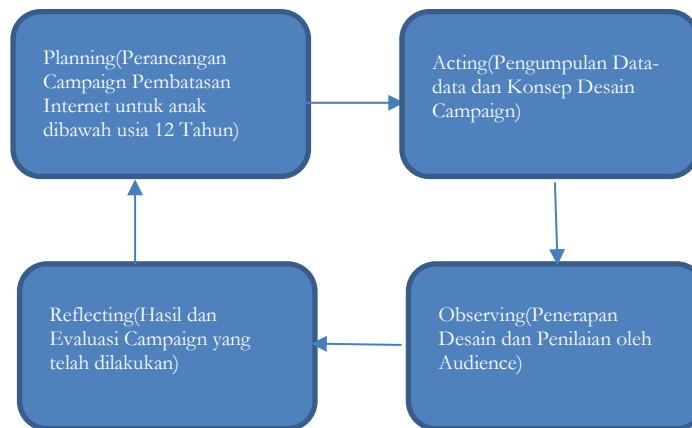 Planning(Perancangan
Campaign Pembatasan
Internet untuk anak
dibawah usia 12 Tahun)
Acting(Pengumpulan Data-
data dan Konsep Desain
Campaign)
Reflecting(Hasil dan
Evaluasi Campaign yang
telah dilakukan)
Observing(Penerapan
Desain dan Penilaian oleh
Audience)